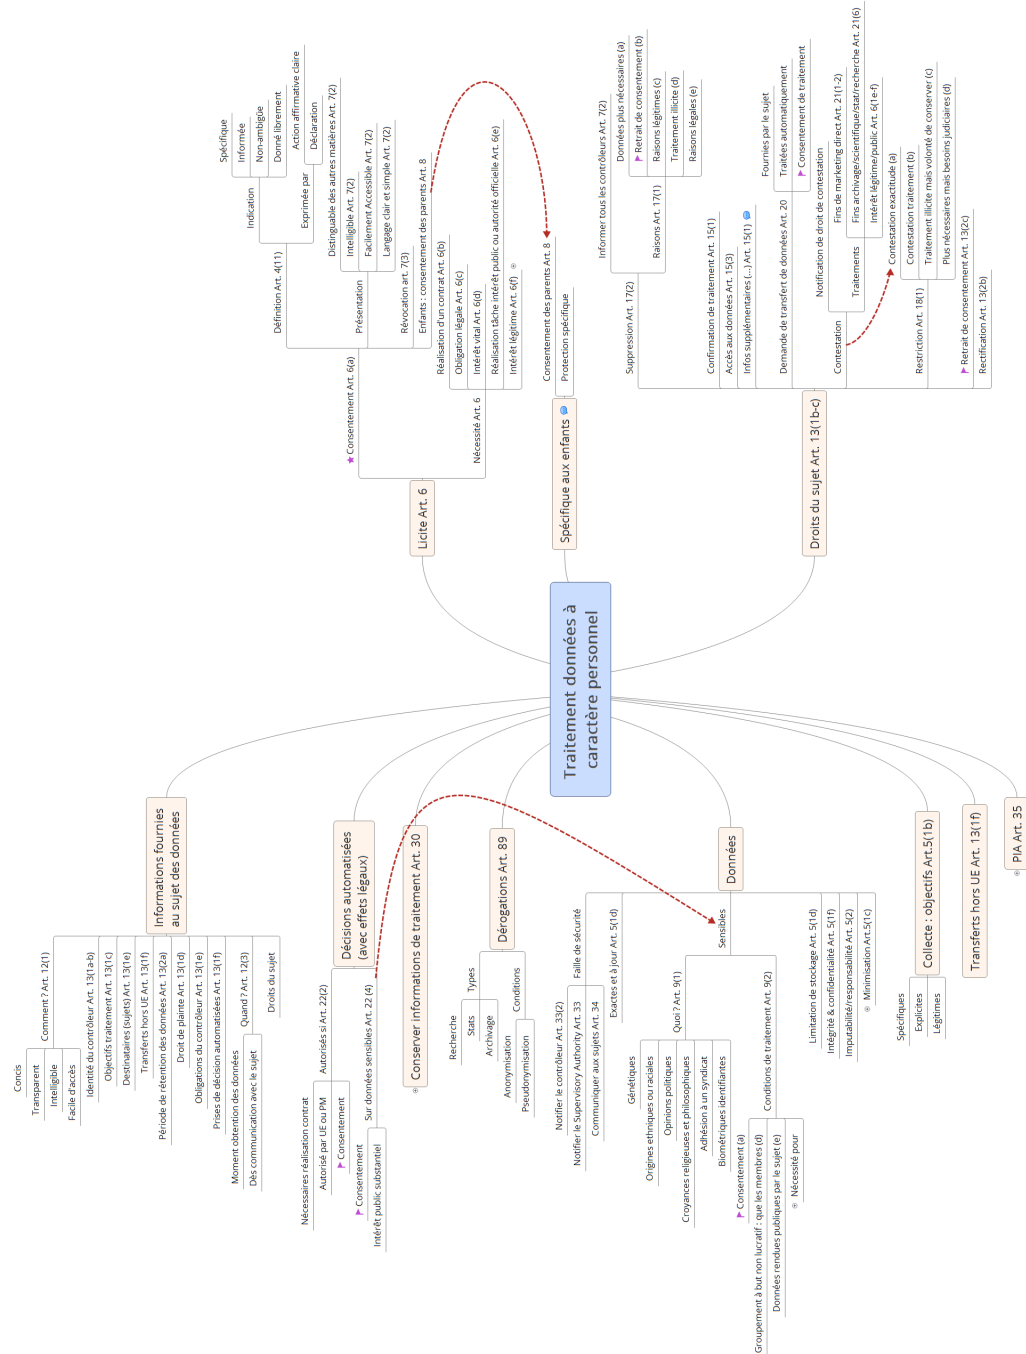 Traitement données à
caractère personnel
Licite Art. 6
Consentement Art. 6(a)
Définition Art. 4(11)
Indication
Spécifique
Informée
Non-ambigüe
Donné librement
Exprimée par
Action affirmative claire
Déclaration
Présentation
Distinguable des autres matières Art. 7(2)
Intelligible Art. 7(2)
Facilement Accessible Art. 7(2)
Langage clair et simple Art. 7(2)
Révocation art. 7(3)
Enfants : consentement des parents Art. 8
Nécessité Art. 6
Réalisation d'un contrat Art. 6(b)
Obligation légale Art. 6(c)
Intérêt vital Art. 6(d)
Réalisation tâche intérêt public ou autorité officielle Art. 6(e)
Intérêt légitime Art. 6(f)
Spécifique aux enfants
Consentement des parents Art. 8
Protection spécifique
Droits du sujet Art. 13(1b-c)
Suppression Art. 17(2)
Informer tous les contrôleurs Art. 7(2)
Raisons Art. 17(1)
Données plus nécessaires (a)
Retrait de consentement (b)
Raisons légitimes (c)
Traitement illicite (d)
Raisons légales (e)
Confirmation de traitement Art. 15(1)
Accès aux données Art. 15(3)
Infos supplémentaires (...) Art. 15(1)
Demande de transfert de données Art. 20
Fournies par le sujet
Traitées automatiquement
Consentement de traitement
Contestation
Notification de droit de contestation
Traitements
Fins de marketing direct Art. 21(1-2)
Fins archivage/scientifique/stat/recherche Art. 21(6)
Intérêt légitime/public Art. 6(1e-f)
Restriction Art. 18(1)
Contestation exactitude (a)
Contestation traitement (b)
Traitement illicite mais volonté de conserver (c)
Plus nécessaires mais besoins judiciaires (d)
Retrait de consentement Art. 13(2c)
Rectification Art. 13(2b)
Informations fournies
au sujet des données
Comment ? Art. 12(1)
Concis
Transparent
Intelligible
Facile d'accès
Identité du contrôleur Art. 13(1a-b)
Objectifs traitement Art. 13(1c)
Destinataires (sujets) Art. 13(1e)
Transferts hors UE Art. 13(1f)
Période de rétention des données Art. 13(2a)
Droit de plainte Art. 13(1d)
Obligations du contrôleur Art. 13(1e)
Prises de décision automatisées Art. 13(1f)
Quand ? Art. 12(3)
Moment obtention des données
Dès communication avec le sujet
Droits du sujet
Décisions automatisées
(avec effets légaux)
Autorisés si Art. 22(2)
Nécessaires réalisation contrat
Autorisé par UE ou PM
Consentement
Sur données sensibles Art. 22 (4)
Consentement
Intérêt public substantiel
Conserver informations de traitement Art. 30
Dérogations Art. 89
Types
Recherche
Stats
Archivage
Conditions
Anonymisation
Pseudonymisation
Données
Faille de sécurité
Notifier le contrôleur Art. 33(2)
Notifier le Supervisory Authority Art. 33
Communiquer aux sujets Art. 34
Exactes et à jour Art. 5(1d)
Sensibles
Quoi ? Art. 9(1)
Génétiques
Origines ethniques ou raciales
Opinions politiques
Croyances religieuses et philosophiques
Adhésion à un syndicat
Biométriques identifiantes
Conditions de traitement Art. 9(2)
Consentement (a)
Groupement à but non lucratif : que les membres (d)
Données rendues publiques par le sujet (e)
Nécessité pour
Limitation de stockage Art. 5(1d)
Intégrité & confidentialité Art. 5(1f)
Imputabilité/responsabilité Art. 5(2)
Minimisation Art.5(1c)
Collecte : objectifs Art.5(1b)
Spécifiques
Explicites
Légitimes
Transferts hors UE Art. 13(1f)
PIA Art. 35